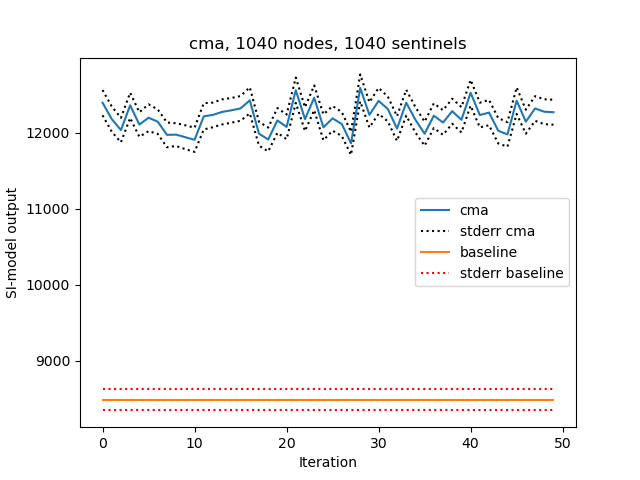 cma, 1040 nodes, 1040 sentinels
SI-model output
12000
11000
10000
9000
cma
stderr cma
baseline
stderr baseline
0 10 20 30 40 50
Iteration